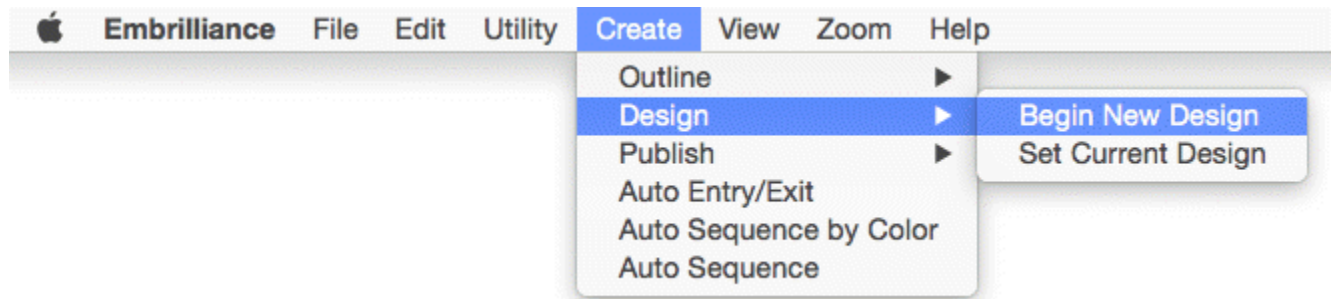 Embrilliance File Edit Utility Create View Zoom Help
Outline
Design
Begin New Design
Publish
Set Current Design
Auto Entry/Exit
Auto Sequence by Color
Auto Sequence